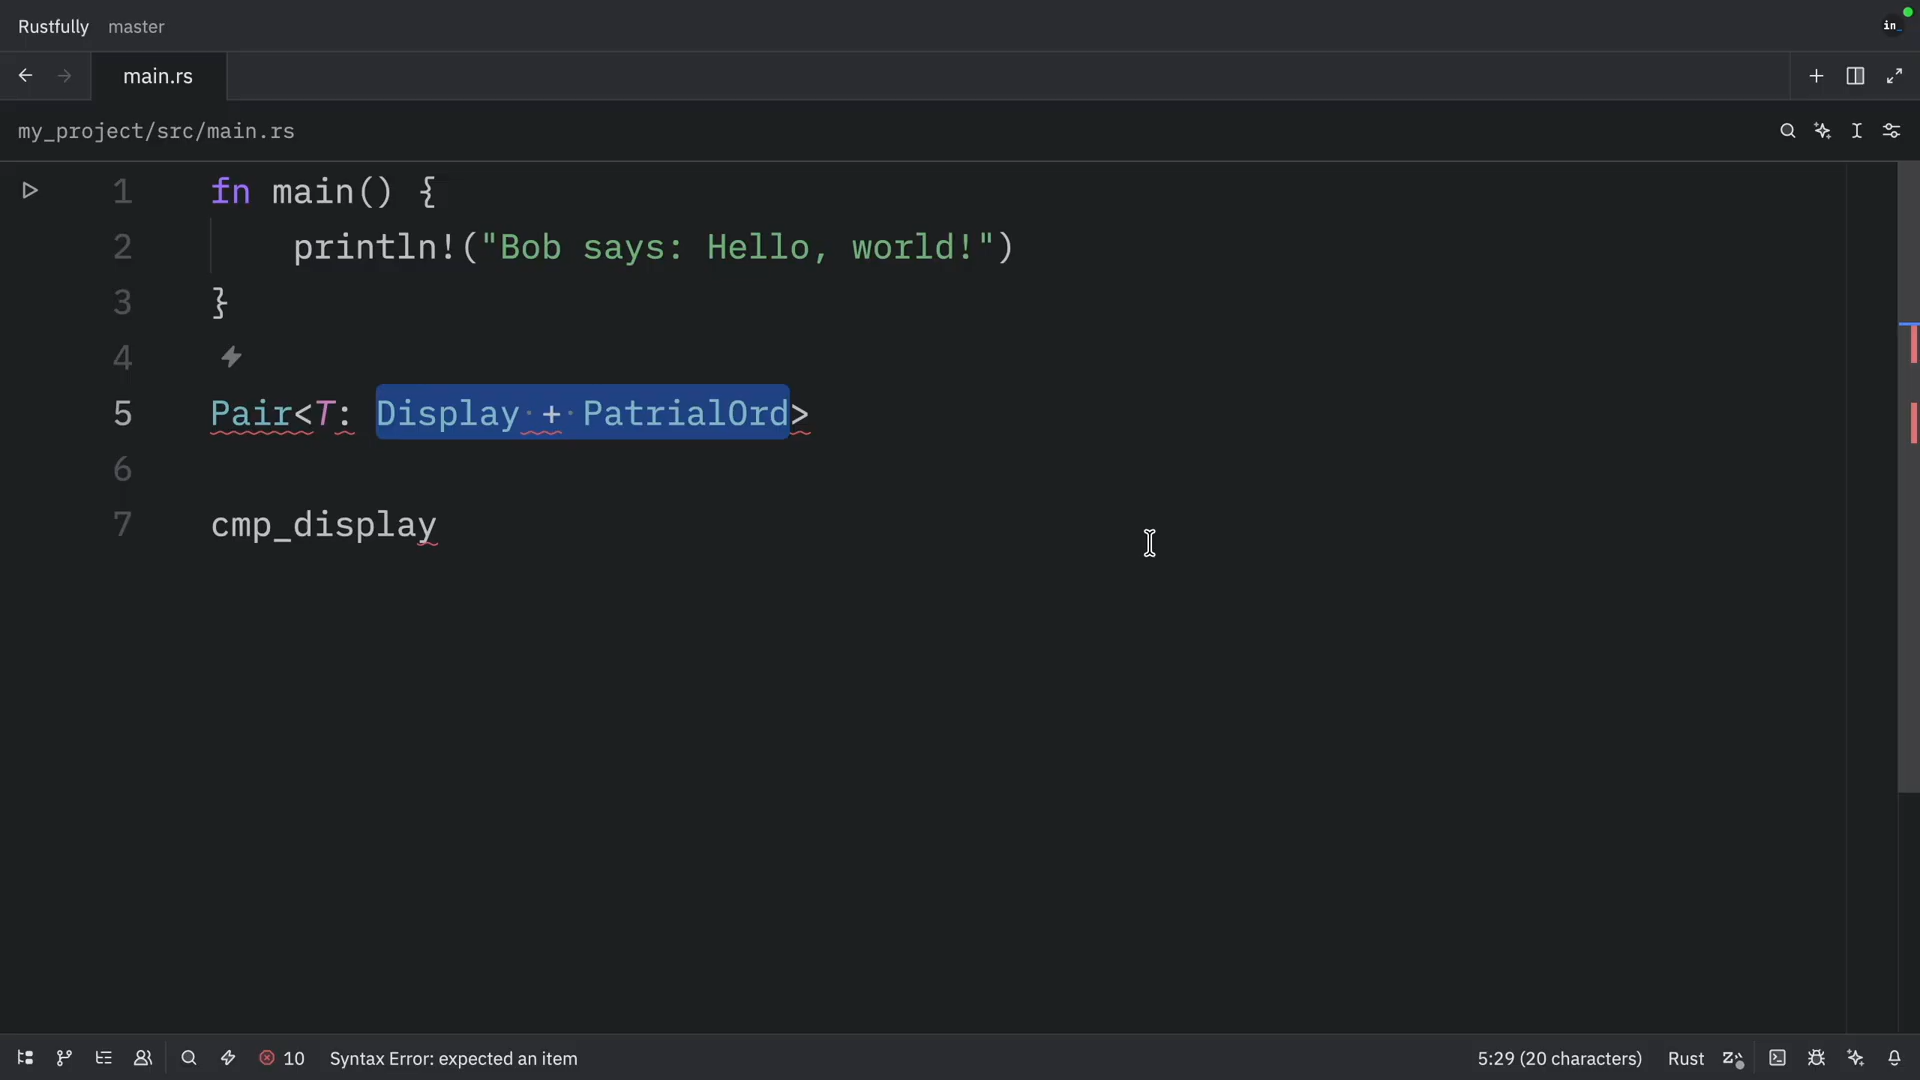 Rustfully master
in_
main.rs
my_project/src/main.rs
1 fn main() {
2 println!("Bob says: Hello, world!")
3 }
4
5 Pair<T: Display + PatrialOrd>
6
7 cmp_display
10 Syntax Error: expected an item 5:29 (20 characters) Rust